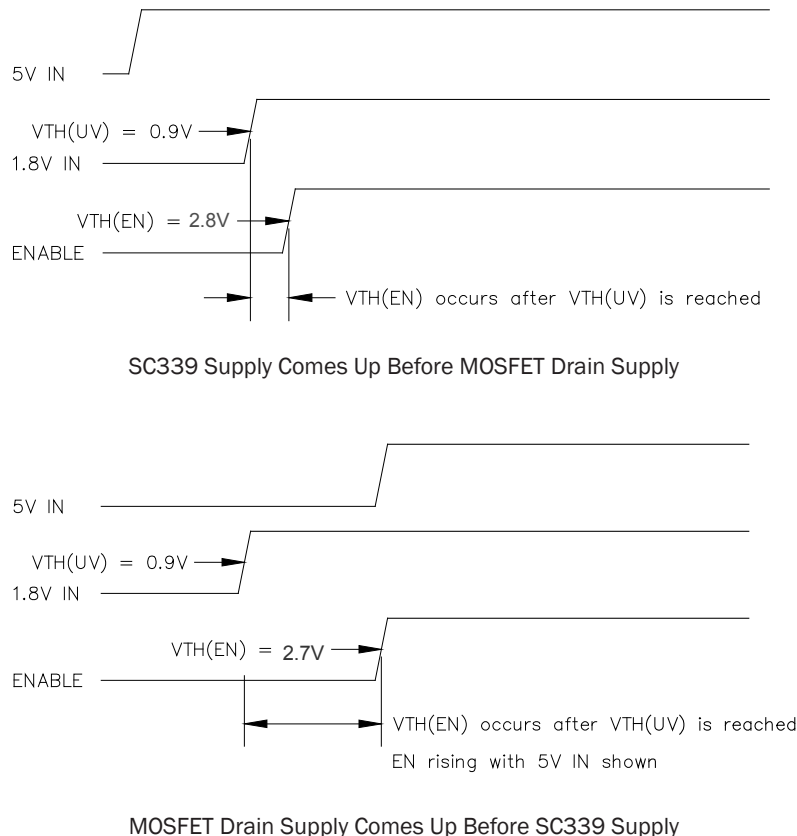 5V IN
VTH(UV) = 0.9V
1.8V IN
VTH(EN) = 2.8V
ENABLE
VTH(EN) occurs after VTH(UV) is reached
SC339 Supply Comes Up Before MOSFET Drain Supply
5V IN
VTH(UV) = 0.9V
1.8V IN
VTH(EN) = 2.7V
ENABLE
VTH(EN) occurs after VTH(UV) is reached
EN rising with 5V IN shown
MOSFET Drain Supply Comes Up Before SC339 Supply